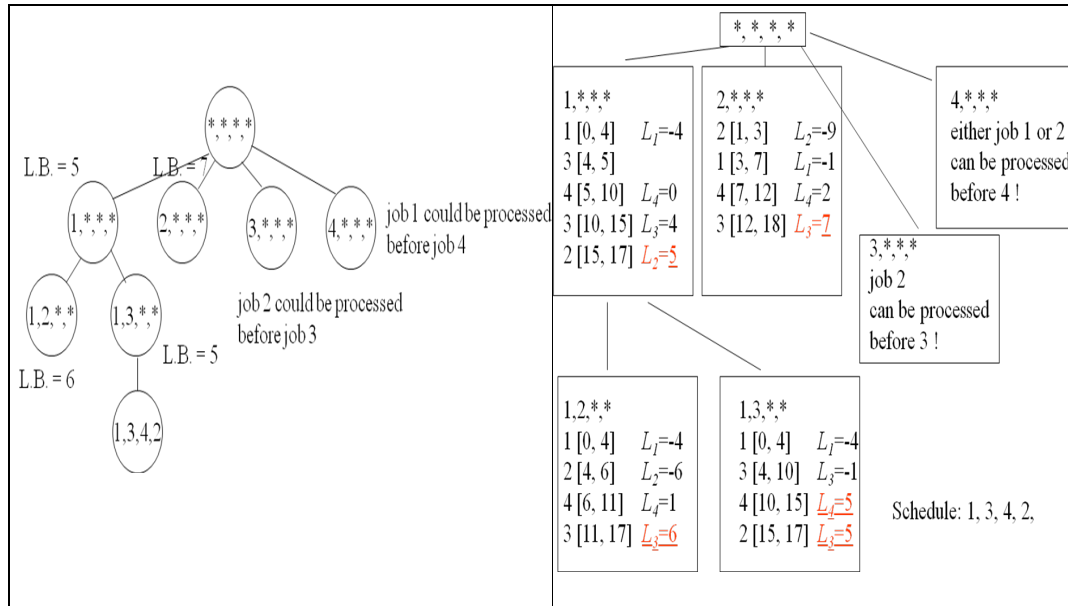 *, *, *, *
L.B. = 5
L.B. = 7
1,*,*,*
2,*,*,*
3,*,*,*
4,*,*,*
job 1 could be processed
before job 4
1,2,*,*
1,3,*,*
job 2 could be processed
before job 3
L.B. = 5
L.B. = 6
1,3,4,2
*, *, *, *
1,*,*,*
1 [0, 4] L1=-4
3 [4, 5]
4 [5, 10] L4=0
3 [10, 15] L3=4
2 [15, 17] L2=5
2,*,*,*
2 [1, 3] L2=-9
1 [3, 7] L1=-1
4 [7, 12] L4=2
3 [12, 18] L3=7
4,*,*,*
either job 1 or 2
can be processed
before 4 !
3,*,*,*
job 2
can be processed
before 3 !
1,2,*,*
1 [0, 4] L1=-4
2 [4, 6] L2=-6
4 [6, 11] L4=1
3 [11, 17] L3=6
1,3,*,*
1 [0, 4] L1=-4
3 [4, 10] L3=-1
4 [10, 15] L4=5
2 [15, 17] L3=5
Schedule: 1, 3, 4, 2,